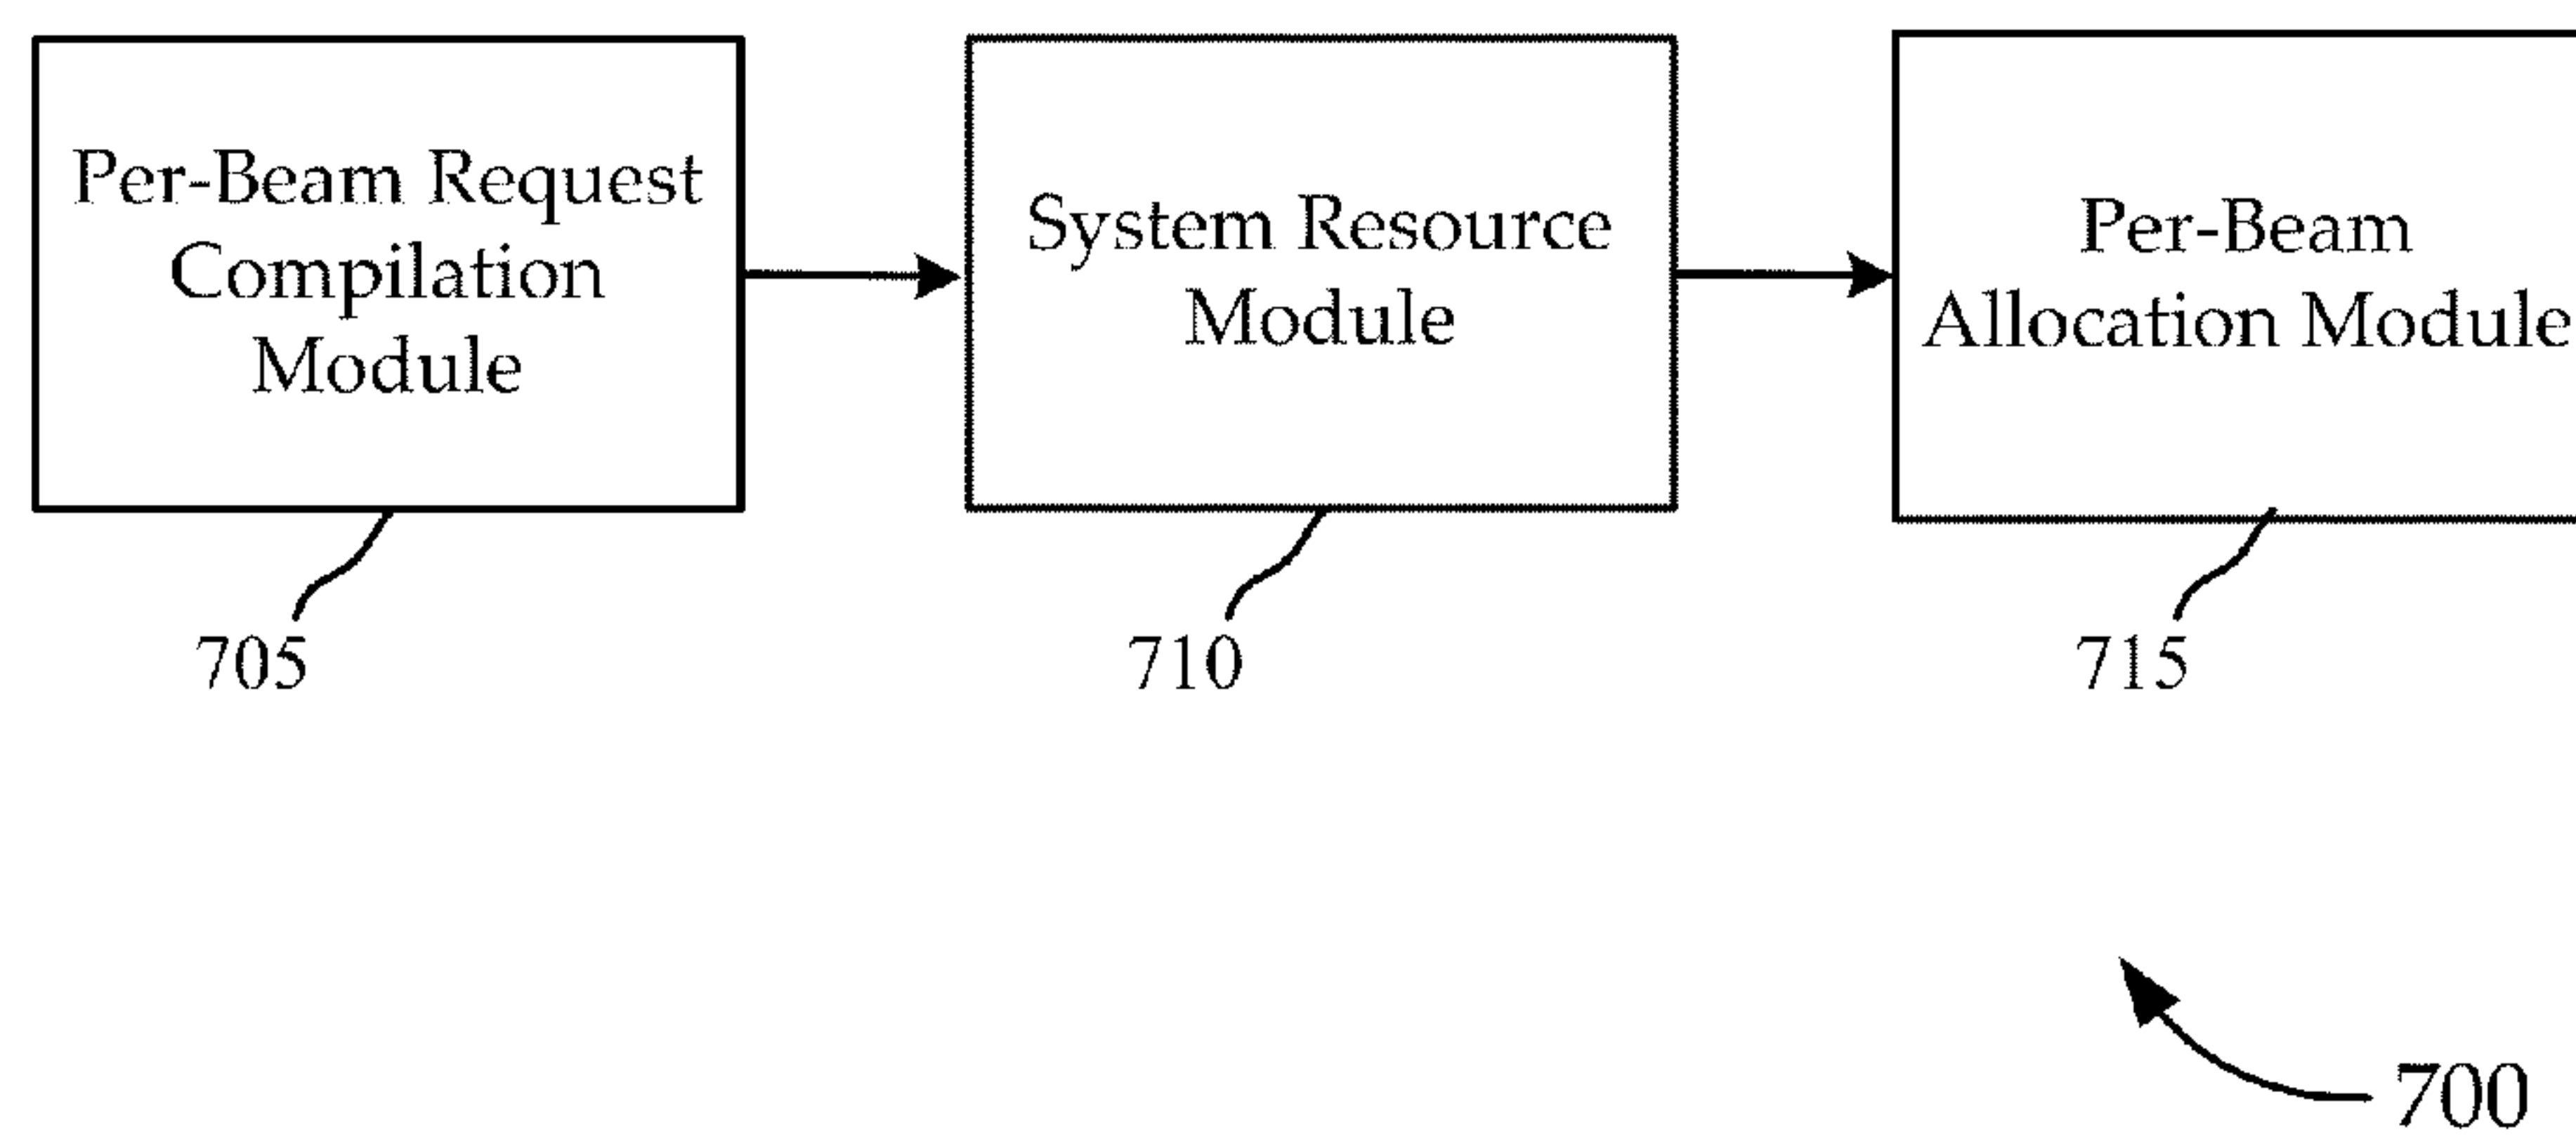 Per-Beam Request
Compilation
Module
System Resource
Module
Per-Beam
Allocation Module
705
710
715
700